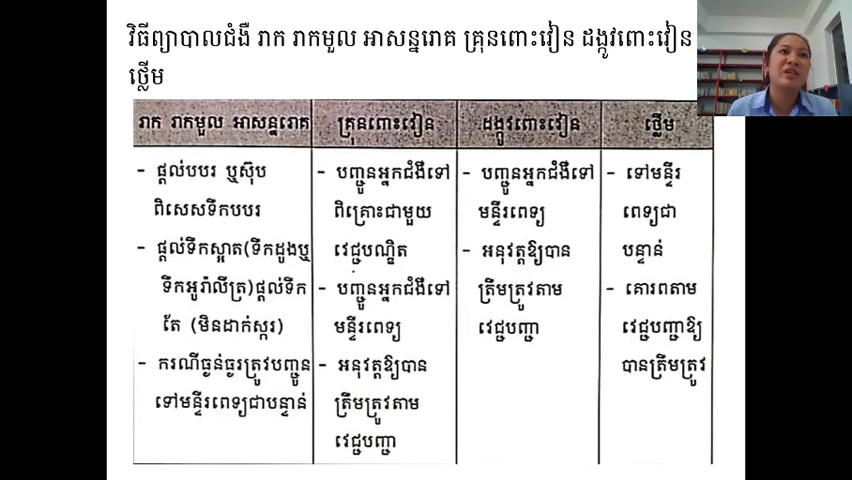 វិធីព្យាបាលជំងឺ រាក រាកមួល អាសន្នរោគ គ្រុនពោះវៀន ដង្កូវពោះវៀន
ថ្លើម
រាក រាកមួល អាសន្នរោគ
- ផ្តល់បបរ ឬស៊ុប
ពិសេសទឹកបបរ
- ផ្តល់ទឹកស្អាត(ទឹកដូងឬ
ទឹកអូរ៉ាលីត្រ)ផ្តល់ទឹក
តែ (មិនដាក់ស្ករ)
- ករណីធ្ងន់ធ្ងរត្រូវបញ្ជូន
ទៅមន្ទីរពេទ្យជាបន្ទាន់
គ្រុនពោះវៀន
- បញ្ជូនអ្នកជំងឺទៅ
ពិគ្រោះជាមួយ
វេជ្ជបណ្ឌិត
- បញ្ជូនអ្នកជំងឺទៅ
មន្ទីរពេទ្យ
- អនុវត្តឱ្យបាន
ត្រឹមត្រូវតាម
វេជ្ជបញ្ជា
ដង្កូវពោះវៀន
- បញ្ជូនអ្នកជំងឺទៅ
មន្ទីរពេទ្យ
- អនុវត្តឱ្យបាន
ត្រឹមត្រូវតាម
វេជ្ជបញ្ជា
ថ្លើម
- ទៅមន្ទីរ
ពេទ្យជា
បន្ទាន់
- គោរពតាម
វេជ្ជបញ្ជាឱ្យ
បានត្រឹមត្រូវ